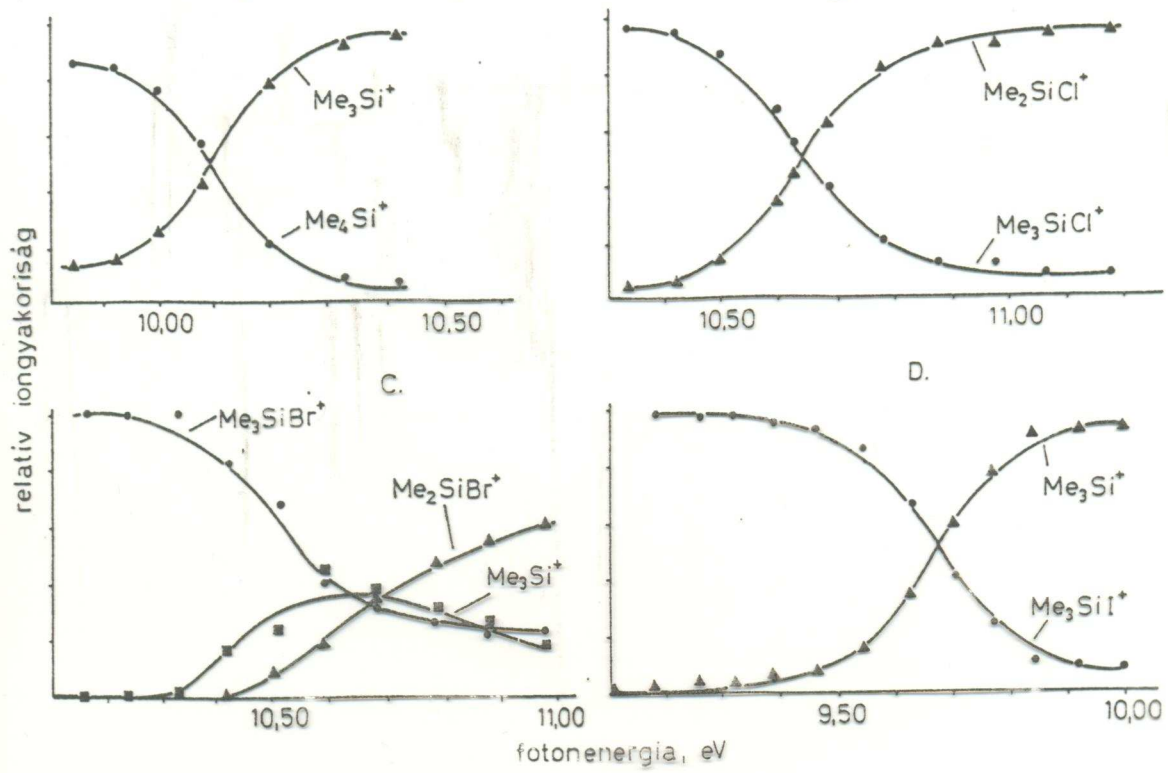 Me₃Si⁺
Me₄Si⁺
10,00
10,50
Me₂SiCl⁺
Me₃SiCl⁺
10,50
11,00
relatív iongyakoriság
C.
Me₃SiBr⁺
Me₂SiBr⁺
Me₃Si⁺
10,50
11,00
D.
Me₃Si⁺
Me₃SiI⁺
9,50
10,00
fotonenergia, eV